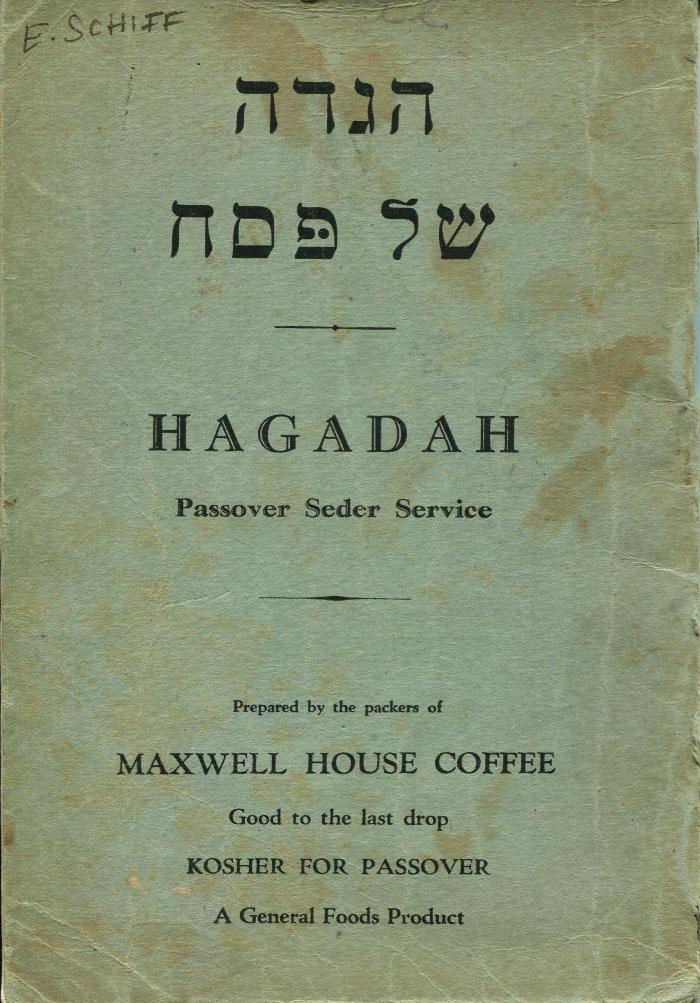 E. SCHIFF
הגדה
של פּסח
HAGADAH
Passover Seder Service
Prepared by the packers of
MAXWELL HOUSE COFFEE
Good to the last drop
KOSHER FOR PASSOVER
A General Foods Product